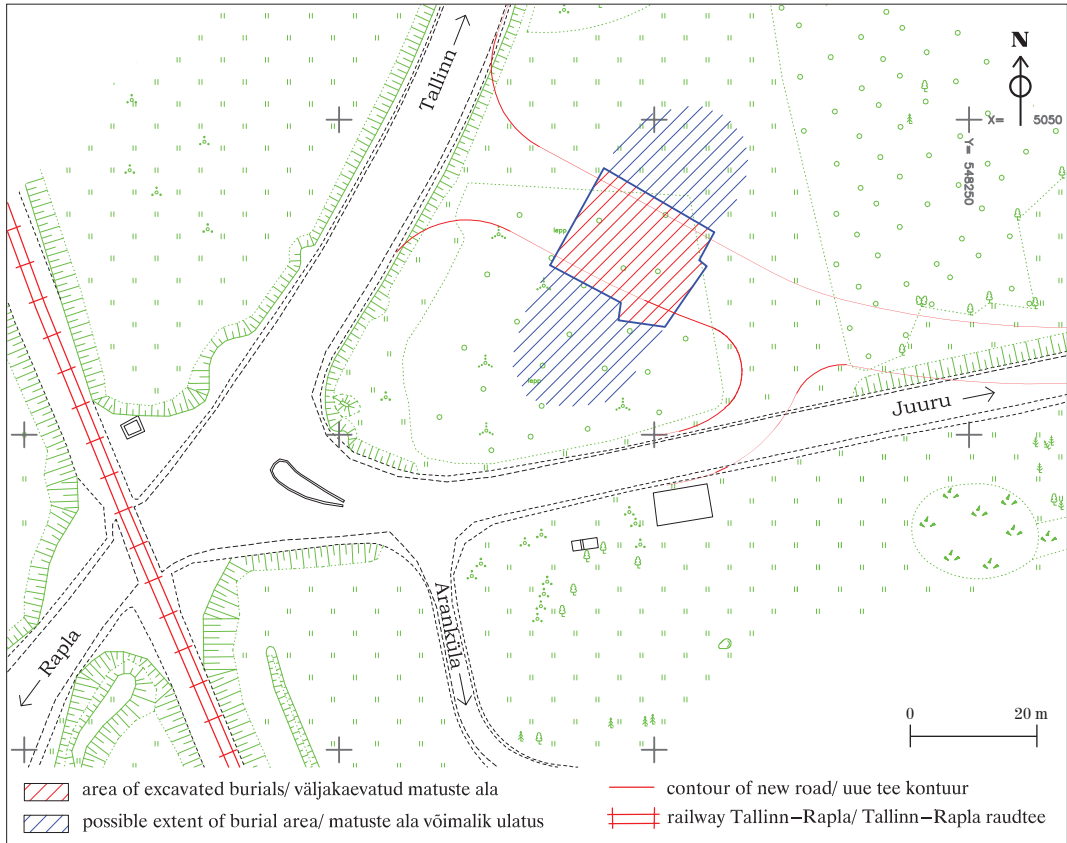 Tallinn
N
X= 5050
Y= 548250
lepp
lepp
Juuru
Aranküla
Rapla
0 20 m
area of excavated burials/ väljakaevatud matuste ala
possible extent of burial area/ matuste ala võimalik ulatus
contour of new road/ uue tee kontuur
railway Tallinn–Rapla/ Tallinn–Rapla raudtee